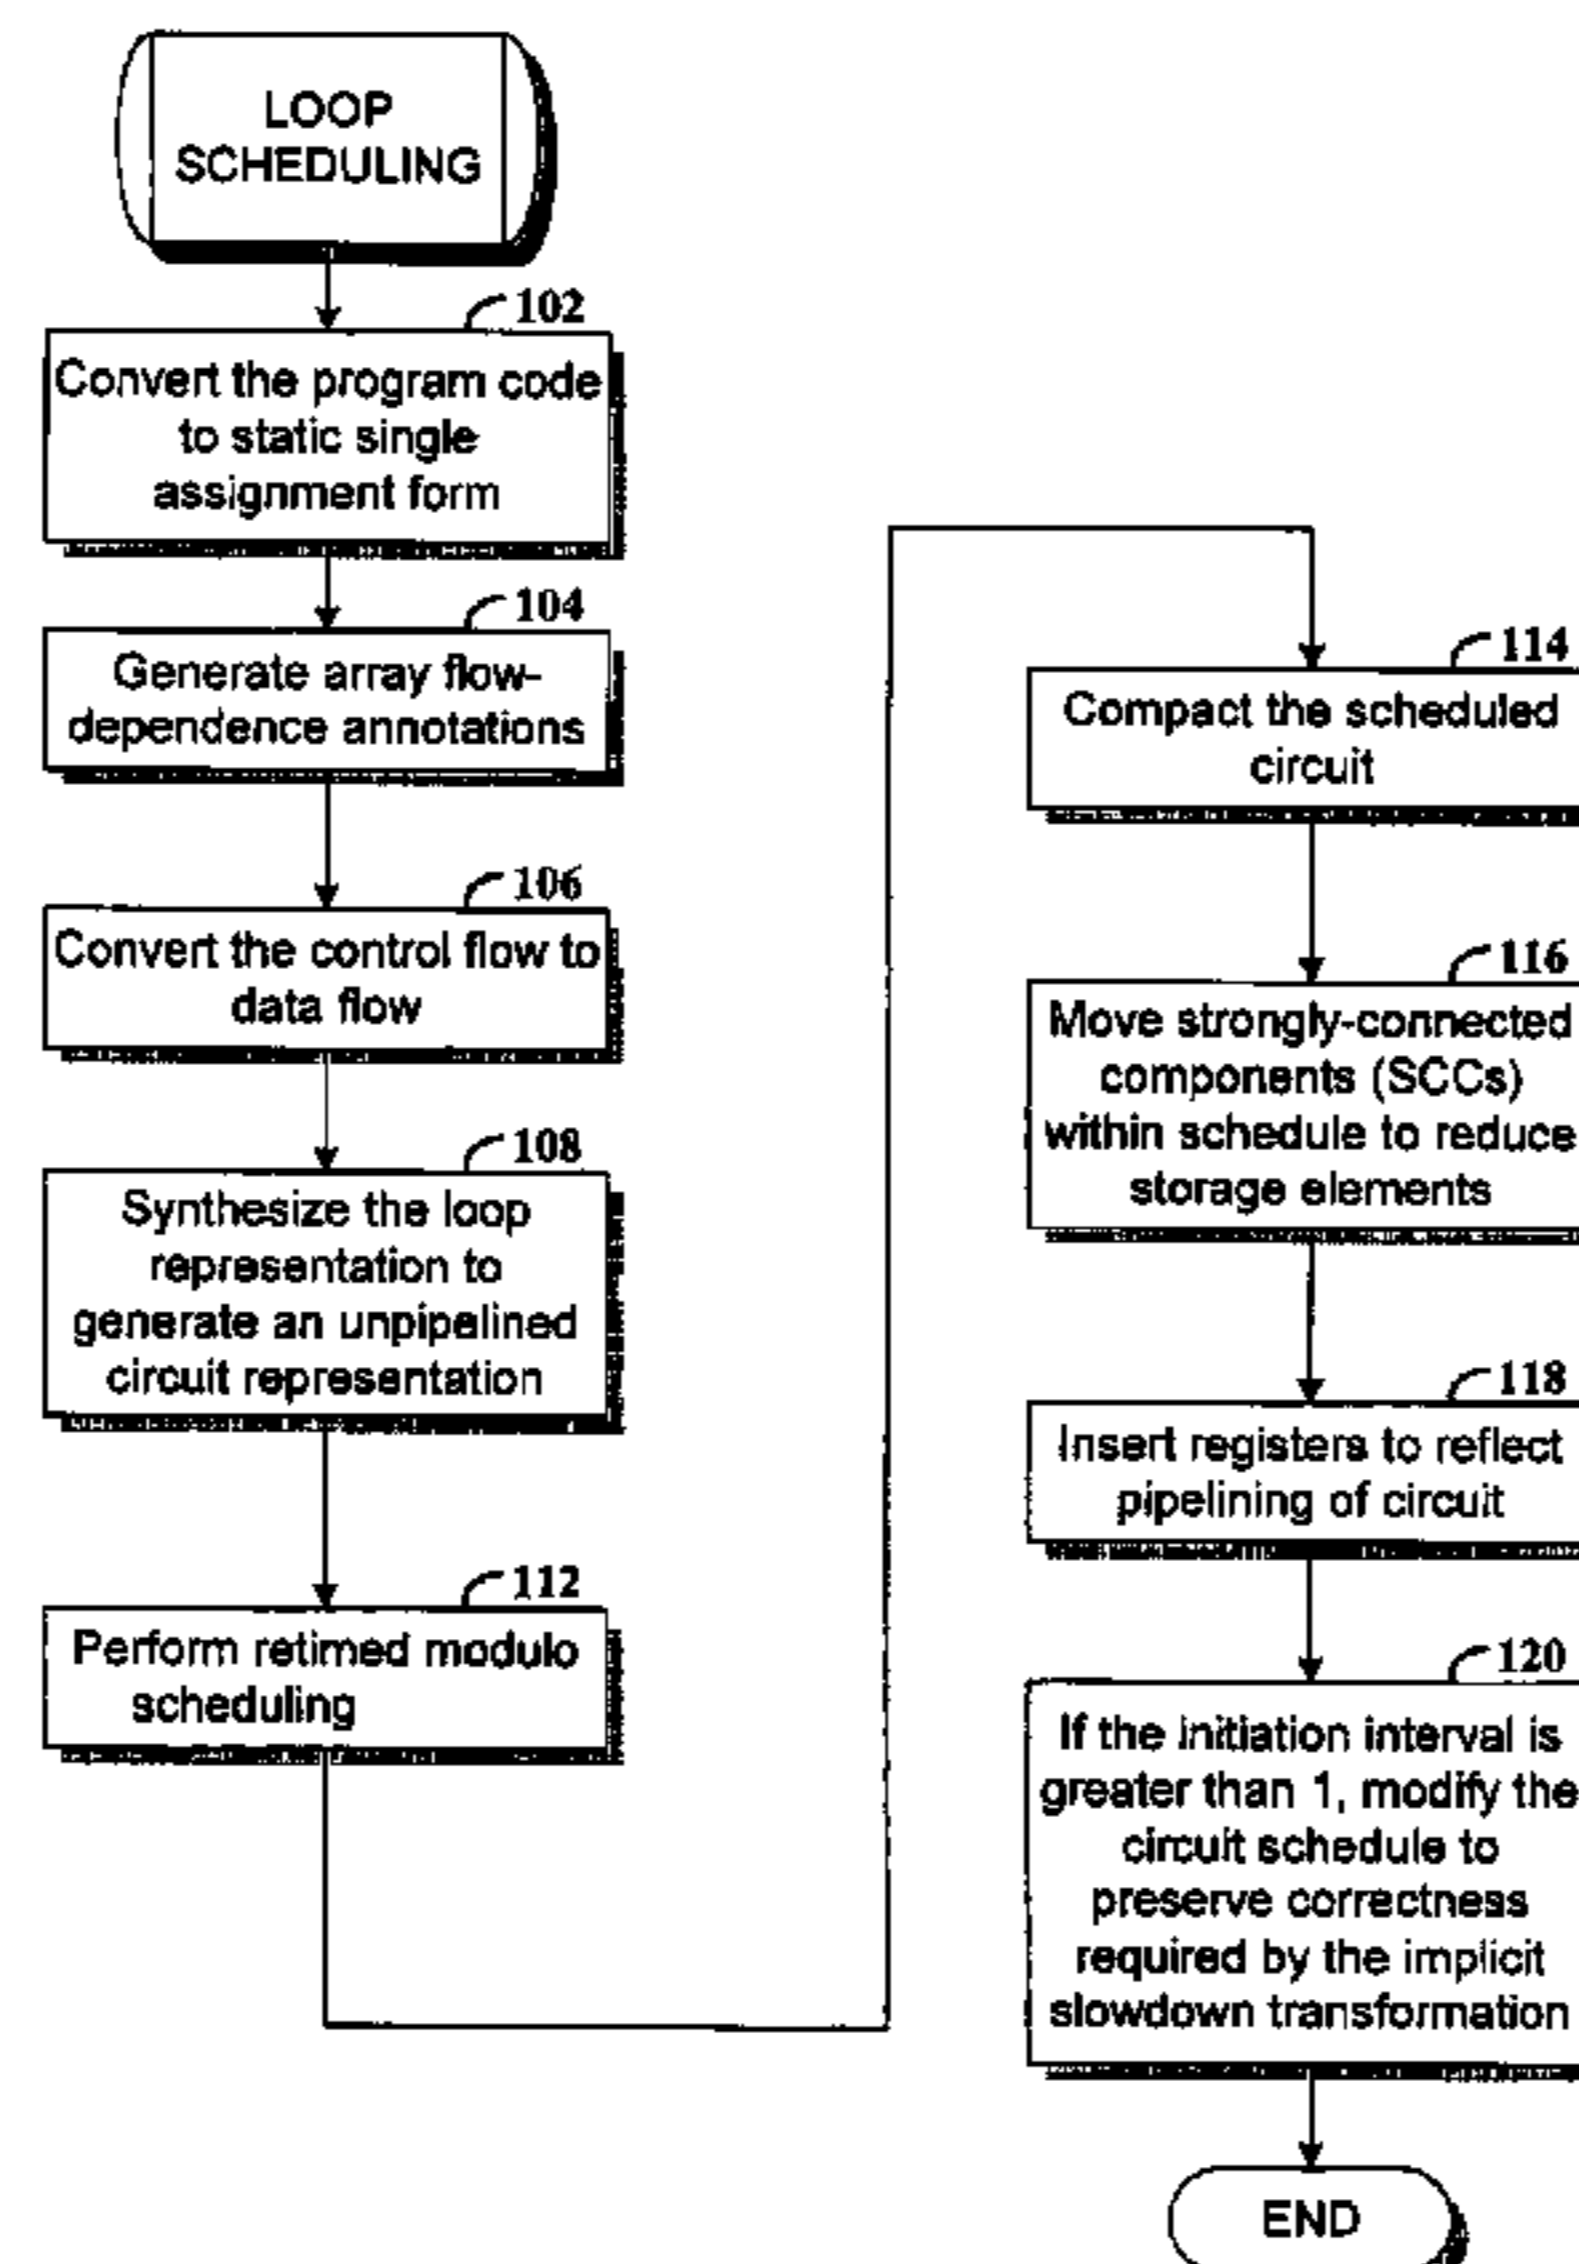 LOOP
SCHEDULING
102
Convert the program code
to static single
assignment form
104
Generate array flow-
dependence annotations
106
Convert the control flow to
data flow
108
Synthesize the loop
representation to
generate an unpipelined
circuit representation
112
Perform retimed modulo
scheduling
114
Compact the scheduled
circuit
116
Move strongly-connected
components (SCCs)
within schedule to reduce
storage elements
118
Insert registers to reflect
pipelining of circuit
120
If the initiation interval is
greater than 1, modify the
circuit schedule to
preserve correctness
required by the implicit
slowdown transformation
END